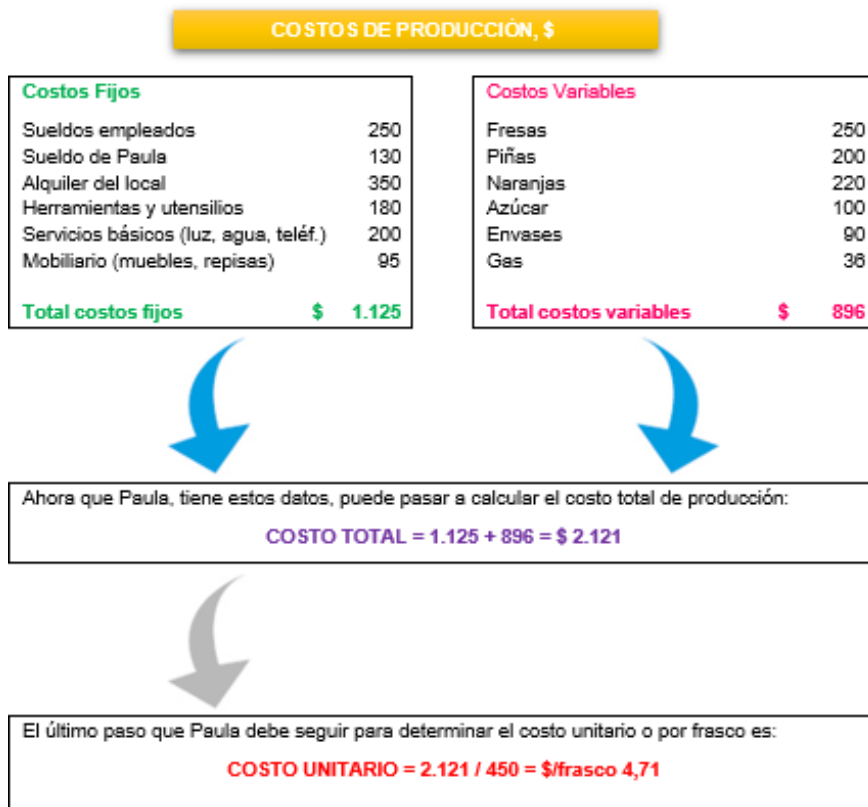 COSTOS DE PRODUCCIÓN, $
Costos Fijos
Sueldos empleados 250
Sueldo de Paula 130
Alquiler del local 350
Herramientas y utensilios 180
Servicios básicos (luz, agua, teléf.) 200
Mobiliario (muebles, repisas) 95
Total costos fijos $ 1.125
Costos Variables
Fresas 250
Piñas 200
Naranjas 220
Azúcar 100
Envases 90
Gas 36
Total costos variables $ 896
Ahora que Paula, tiene estos datos, puede pasar a calcular el costo total de producción:
COSTO TOTAL = 1.125 + 896 = $ 2.121
El último paso que Paula debe seguir para determinar el costo unitario o por frasco es:
COSTO UNITARIO = 2.121 / 450 = $/frasco 4,71